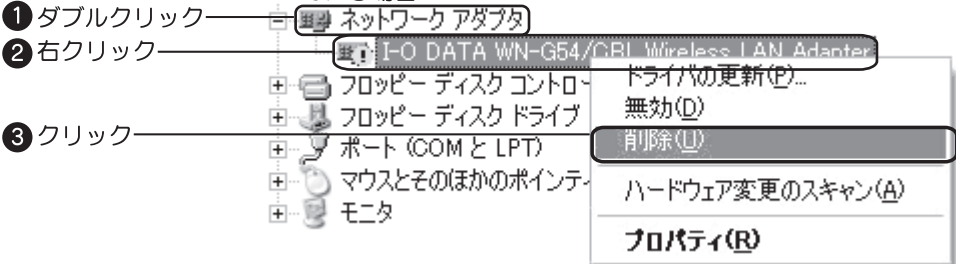 ❶ダブルクリック
ネットワーク アダプタ
❷右クリック
I-O DATA WN-G54/CBL Wireless LAN Adapter
フロッピー ディスク コントロー
フロッピー ディスク ドライブ
❸クリック
ポート (COM と LPT)
マウスとそのほかのポインティ
モニタ
ドライバの更新(P)...
無効(D)
削除(U)
ハードウェア変更のスキャン(A)
プロパティ(R)